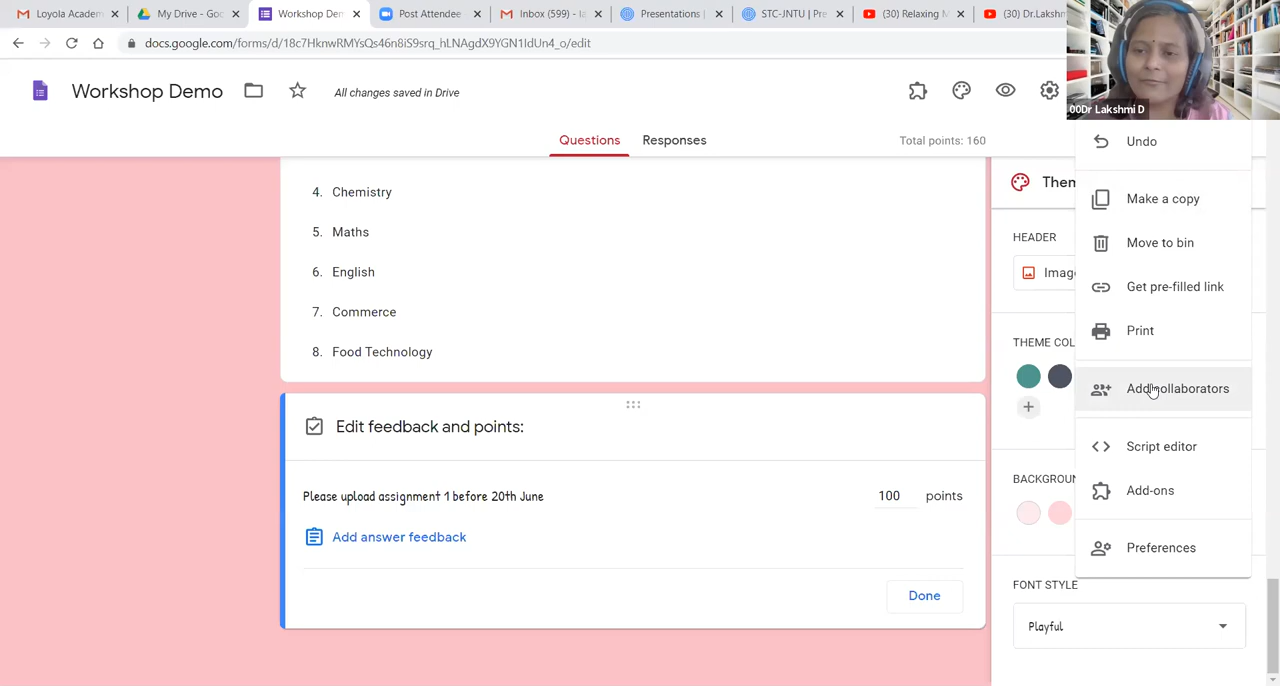 Loyola Academ
My Drive - Goo
Workshop De
Post Attendee
Inbox (599) - la
Presentations |
STC-JNTU | Pre
(30) Relaxing M
(30) Dr.Lakshm
docs.google.com/forms/d/18c7HknwRMYsQs46n8iS9srq_hLNAgdX9YGN1IdUn4_o/edit
00Dr Lakshmi D
Workshop Demo
All changes saved in Drive
Questions
Responses
Total points: 160
4. Chemistry
5. Maths
6. English
7. Commerce
8. Food Technology
Edit feedback and points:
Please upload assignment 1 before 20th June
100 points
Add answer feedback
Done
Them
HEADER
Imag
THEME COL
BACKGROUN
FONT STYLE
Playful
Undo
Make a copy
Move to bin
Get pre-filled link
Print
Add collaborators
Script editor
Add-ons
Preferences